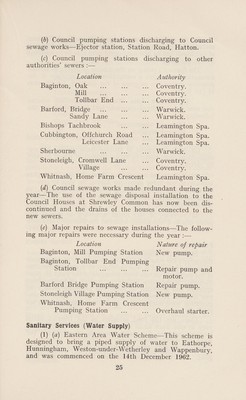 (b) Council pumping stations discharging to Council
sewage works—Ejector station, Station Road, Hatton.
(c) Council pumping stations discharging to other
authorities' sewers :—
Location Authority
Baginton, Oak ... ... ... Coventry.
Mill ... ... ... Coventry.
Tollbar End ... ... Coventry.
Barford, Bridge ... ... ... Warwick.
Sandy Lane ... ... Warwick.
Bishops Tachbrook ... ... Leamington Spa.
Cubbington, Offchurch Road ... Leamington Spa.
Leicester Lane ... Leamington Spa.
Sherbourne ... ... ... Warwick.
Stoneleigh, Cromwell Lane ... Coventry.
Village ... ... Coventry.
Whitnash, Home Farm Crescent Leamington Spa.
(d) Council sewage works made redundant during the
year—The use of the sewage disposal installation to the
Council Houses at Shrewley Common has now been dis-
continued and the drains of the houses connected to the
new sewers.
(e) Major repairs to sewage installations—The follow-
ing major repairs were necessary during the year :—
Location Nature of repair
Baginton, Mill Pumping Station New pump.
Baginton, Tollbar End Pumping
Station ... ... ... Repair pump and
motor.
Barford Bridge Pumping Station Repair pump.
Stoneleigh Village Pumping Station New pump.
Whitnash, Home Farm Crescent
Pumping Station ... ... Overhaul starter.
Sanitary Services (Water Supply)
(1) (a) Eastern Area Water Scheme—This scheme is
designed to bring a piped supply of water to Eathorpe,
Hunningham, Weston-under-Wetherley and Wappenbury,
and was commenced on the 14th December 1962.
25